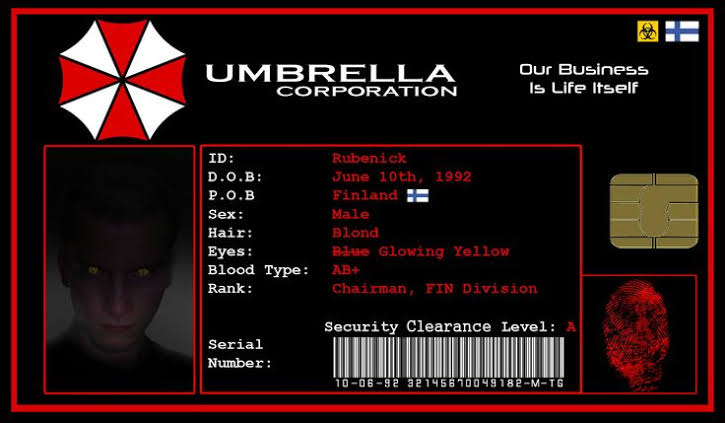 UMBRELLA
CORPORATION
Our Business
Is Life Itself
ID: Rubenick
D.O.B: June 10th, 1992
P.O.B Finland
Sex: Male
Hair: Blond
Eyes: Blue Glowing Yellow
Blood Type: AB+
Rank: Chairman, FIN Division
Security Clearance Level: A
Serial
Number:
10-06-92 32145670049182-M-TG